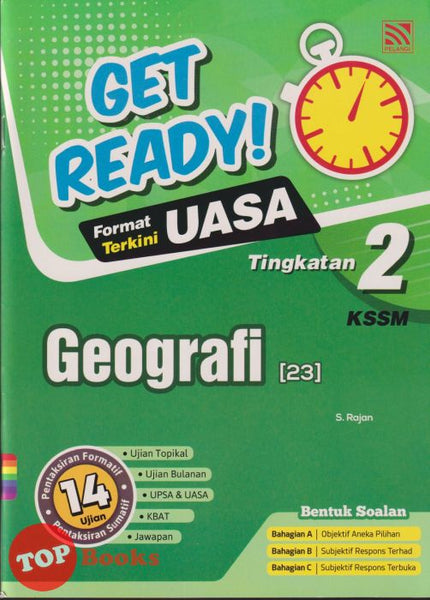 PELANGI
GET
READY!
Format
Terkini
UASA
Tingkatan 2
KSSM
Geografi [23]
S. Rajan
Pentaksiran Formatif
14
Ujian
Pentaksiran Sumatif
• Ujian Topikal
• Ujian Bulanan
• UPSA & UASA
• KBAT
• Jawapan
Bentuk Soalan
Bahagian A | Objektif Aneka Pilihan
Bahagian B | Subjektif Respons Terhad
Bahagian C | Subjektif Respons Terbuka
TOP Books